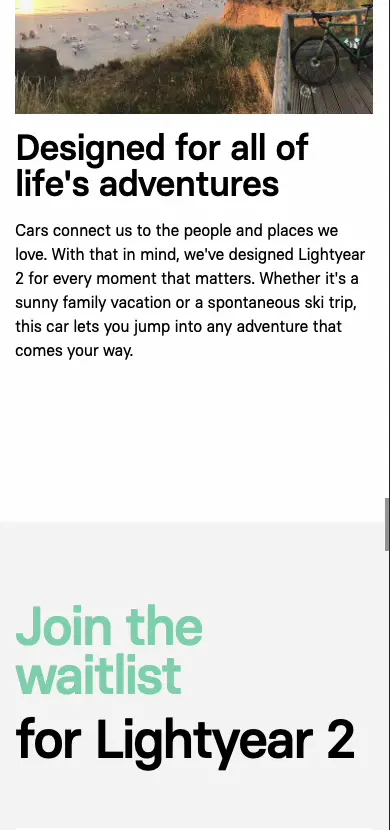 Designed for all of
life's adventures
Cars connect us to the people and places we
love. With that in mind, we've designed Lightyear
2 for every moment that matters. Whether it's a
sunny family vacation or a spontaneous ski trip,
this car lets you jump into any adventure that
comes your way.
Join the
waitlist
for Lightyear 2